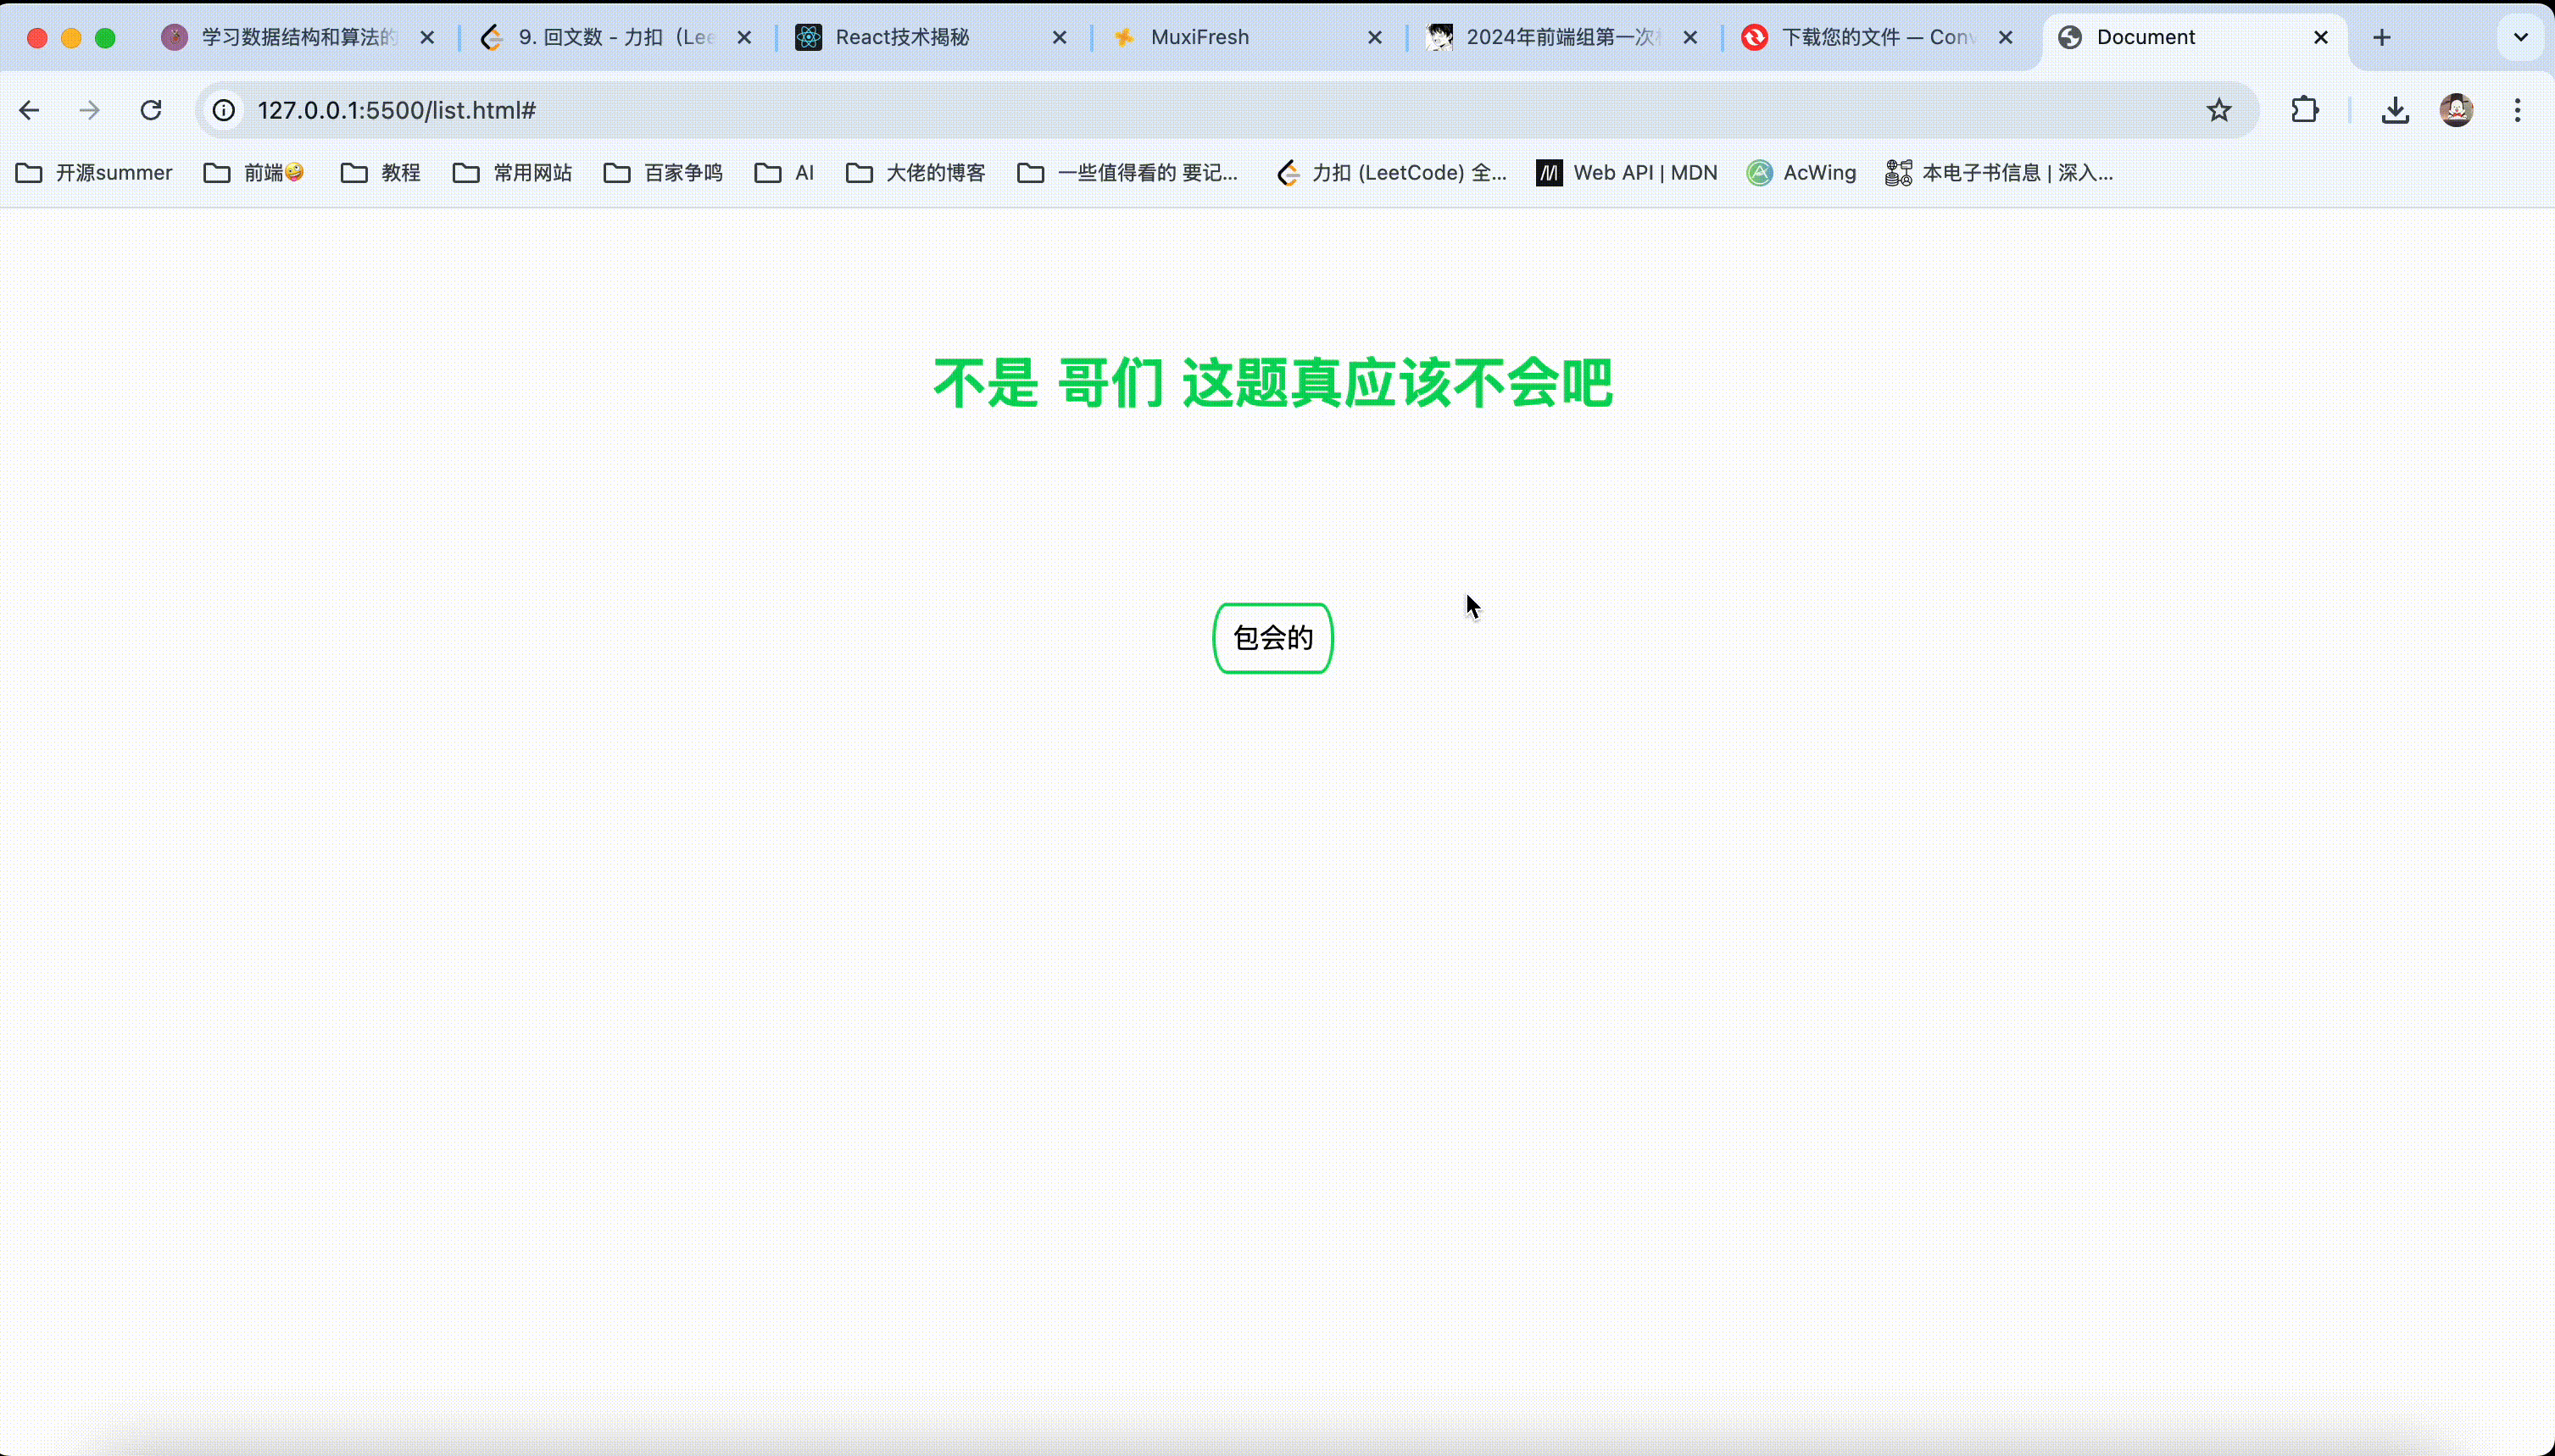 学习数据结构和算法的
9. 回文数 - 力扣（Lee
React技术揭秘
MuxiFresh
2024年前端组第一次
下载您的文件 — Conv
Document
127.0.0.1:5500/list.html#
开源summer
前端🤪
教程
常用网站
百家争鸣
AI
大佬的博客
一些值得看的 要记...
力扣 (LeetCode) 全...
Web API | MDN
AcWing
本电子书信息 | 深入...
不是 哥们 这题真应该不会吧
包会的